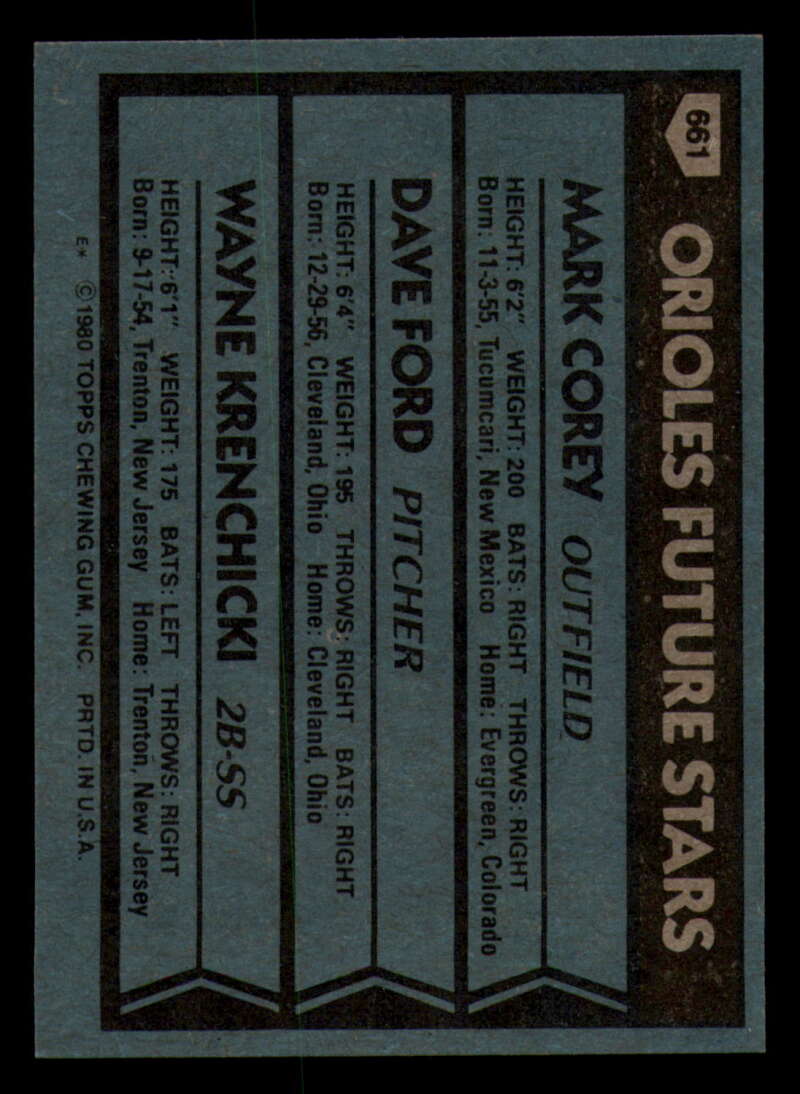 661 ORIOLES FUTURE STARS
MARK COREY OUTFIELD
HEIGHT: 6'2" WEIGHT: 200 BATS: RIGHT THROWS: RIGHT
Born: 11-3-55, Tucumcari, New Mexico Home: Evergreen, Colorado
DAVE FORD PITCHER
HEIGHT: 6'4" WEIGHT: 195 THROWS: RIGHT BATS: RIGHT
Born: 12-29-56, Cleveland, Ohio Home: Cleveland, Ohio
WAYNE KRENCHICKI 2B-SS
HEIGHT: 6'1" WEIGHT: 175 BATS: LEFT THROWS: RIGHT
Born: 9-17-54, Trenton, New Jersey Home: Trenton, New Jersey
E* ©1980 TOPPS CHEWING GUM, INC. PRTD. IN U.S.A.